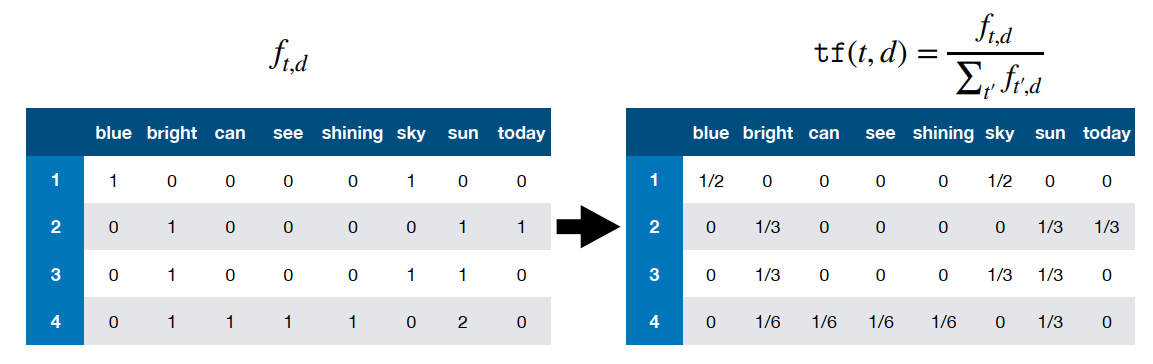 f_{t,d}
tf(t, d) = \frac{f_{t,d}}{\sum_{t'} f_{t',d}}
blue bright can see shining sky sun today
1 1 0 0 0 0 1 0 0
2 0 1 0 0 0 0 1 1
3 0 1 0 0 0 1 1 0
4 0 1 1 1 1 0 2 0
blue bright can see shining sky sun today
1 1/2 0 0 0 0 1/2 0 0
2 0 1/3 0 0 0 0 1/3 1/3
3 0 1/3 0 0 0 1/3 1/3 0
4 0 1/6 1/6 1/6 1/6 0 1/3 0